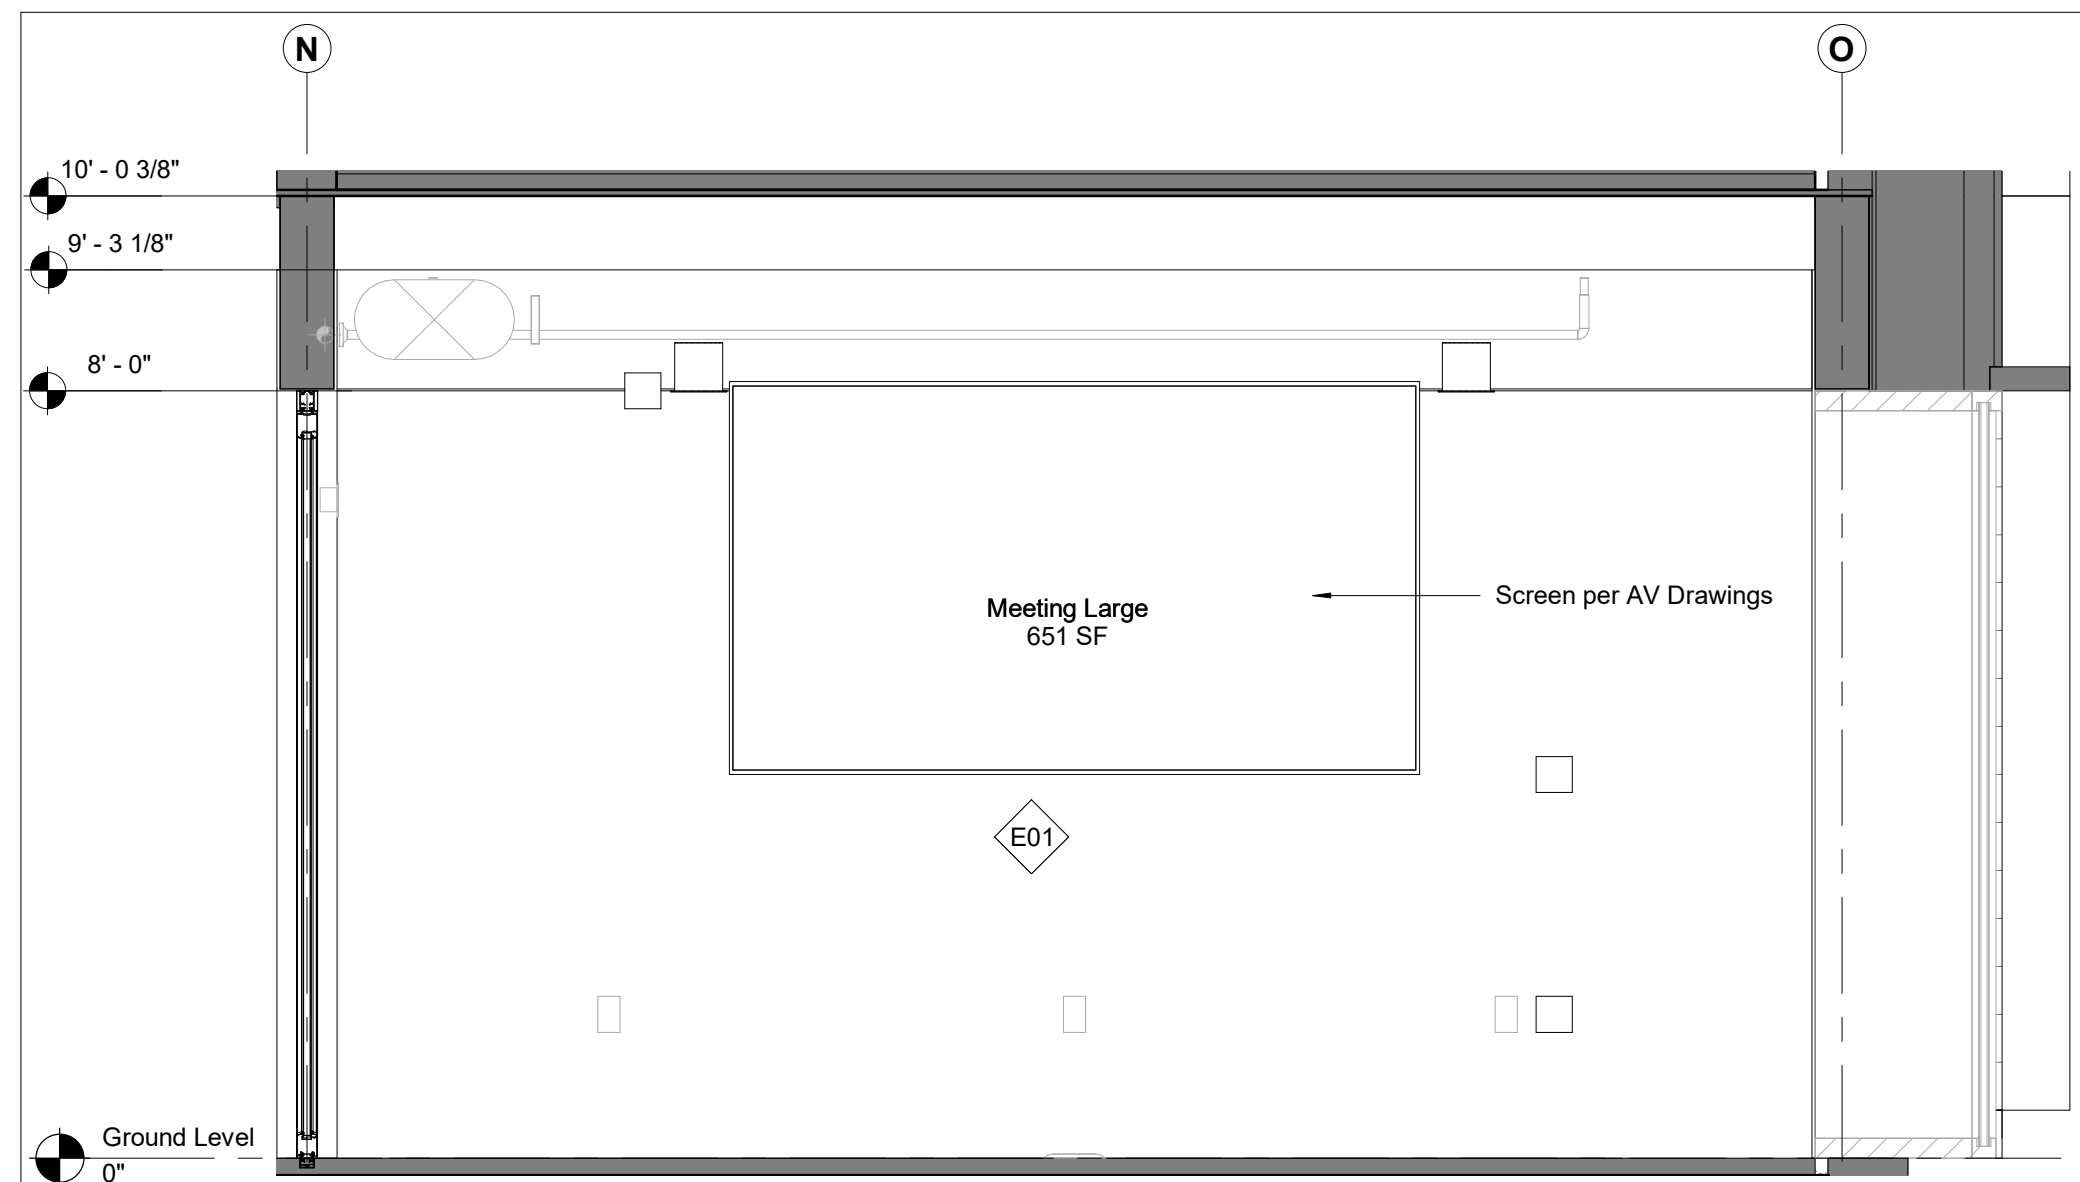 N
O
10' - 0 3/8"
9' - 3 1/8"
8' - 0"
Meeting Large
651 SF
Screen per AV Drawings
E01
Ground Level
0"